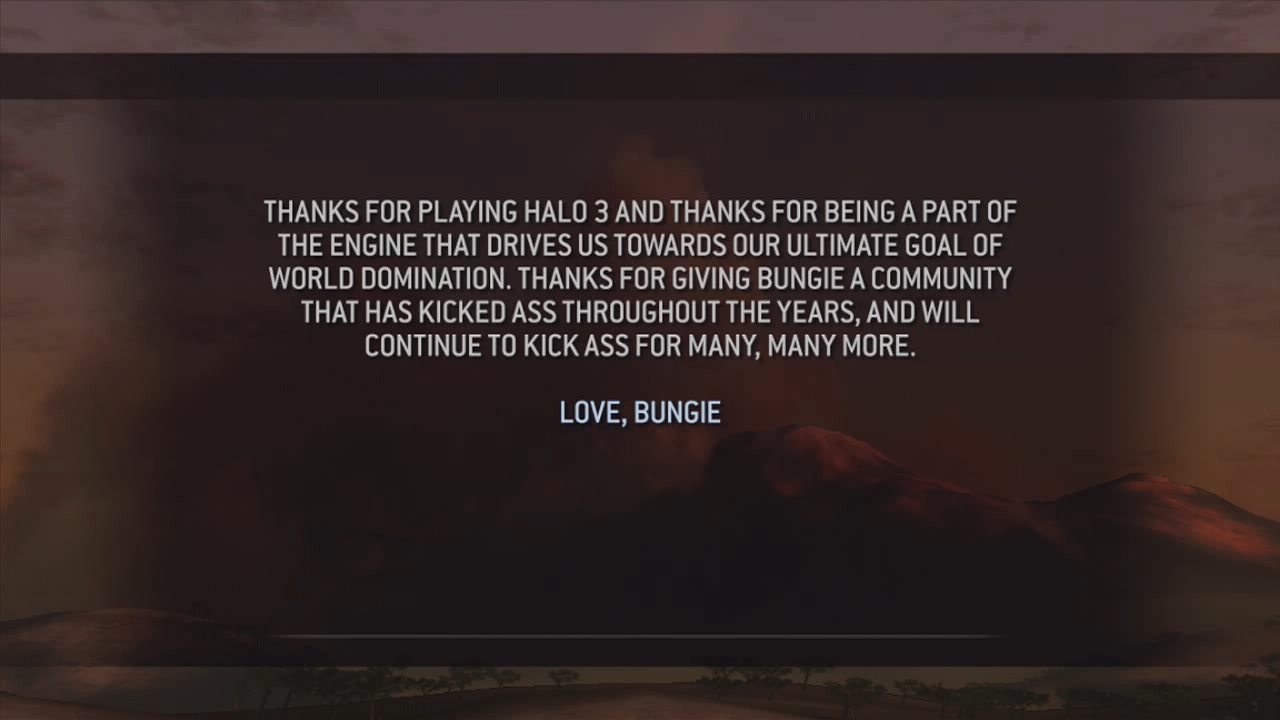 THANKS FOR PLAYING HALO 3 AND THANKS FOR BEING A PART OF
THE ENGINE THAT DRIVES US TOWARDS OUR ULTIMATE GOAL OF
WORLD DOMINATION. THANKS FOR GIVING BUNGIE A COMMUNITY
THAT HAS KICKED ASS THROUGHOUT THE YEARS, AND WILL
CONTINUE TO KICK ASS FOR MANY, MANY MORE.
LOVE, BUNGIE